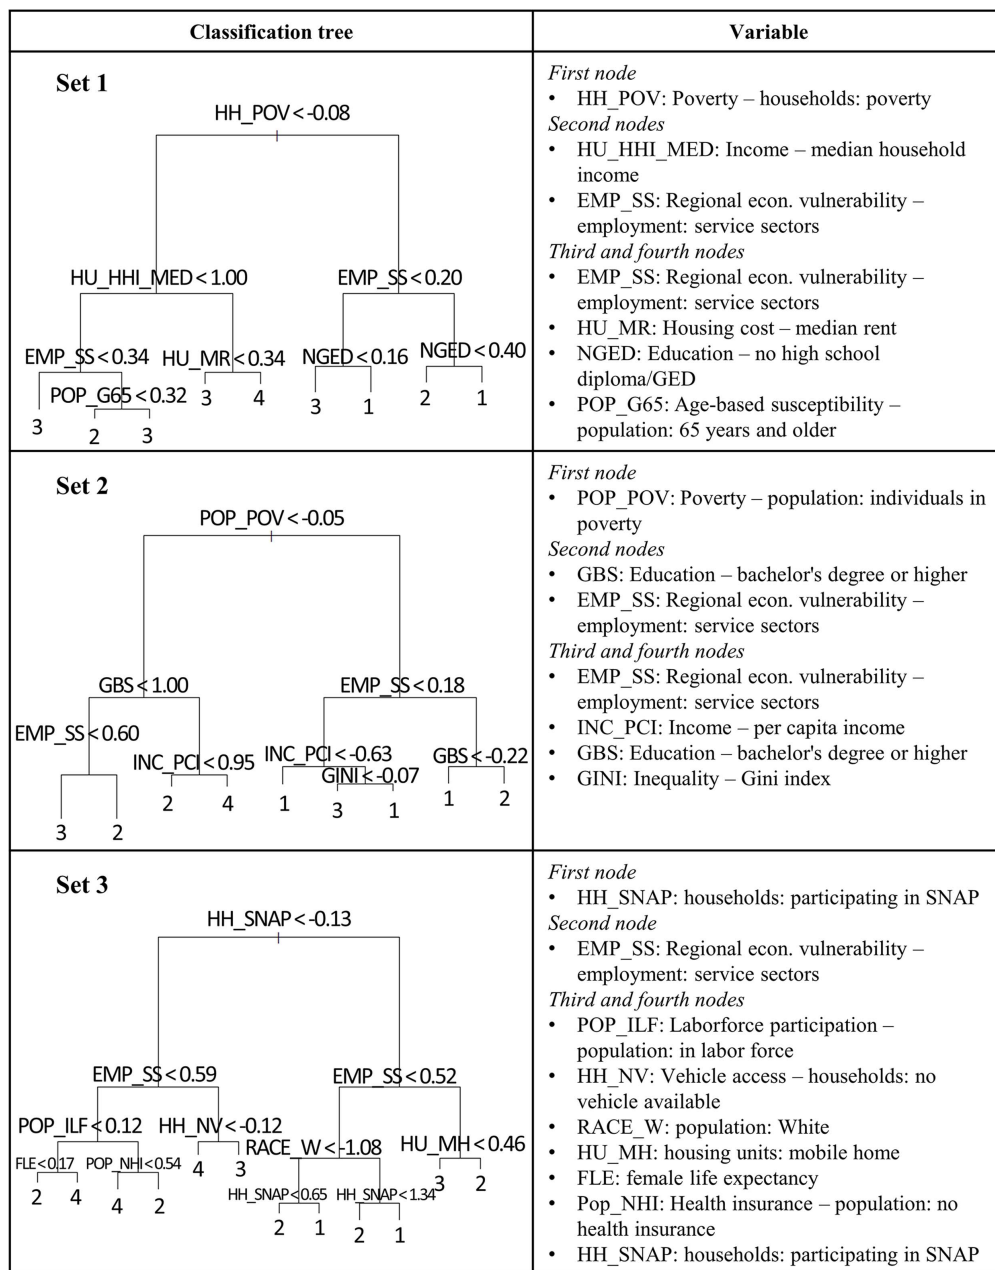 Classification tree
Variable
Set 1
HH_POV < -0.08
HU_HHI_MED < 1.00
EMP_SS < 0.20
EMP_SS < 0.34
HU_MR < 0.34
NGED < 0.16
NGED < 0.40
POP_G65 < 0.32
3 4 3 1 2 1
3 2 3
First node
• HH_POV: Poverty – households: poverty
Second nodes
• HU_HHI_MED: Income – median household
income
• EMP_SS: Regional econ. vulnerability –
employment: service sectors
Third and fourth nodes
• EMP_SS: Regional econ. vulnerability –
employment: service sectors
• HU_MR: Housing cost – median rent
• NGED: Education – no high school
diploma/GED
• POP_G65: Age-based susceptibility –
population: 65 years and older
Set 2
POP_POV < -0.05
GBS < 1.00
EMP_SS < 0.18
EMP_SS < 0.60
INC_PCI < 0.95
INC_PCI < -0.63
GBS < -0.22
GINI < -0.07
2 4 1 3 1 1 2
3 2
First node
• POP_POV: Poverty – population: individuals in
poverty
Second nodes
• GBS: Education – bachelor's degree or higher
• EMP_SS: Regional econ. vulnerability –
employment: service sectors
Third and fourth nodes
• EMP_SS: Regional econ. vulnerability –
employment: service sectors
• INC_PCI: Income – per capita income
• GBS: Education – bachelor's degree or higher
• GINI: Inequality – Gini index
Set 3
HH_SNAP < -0.13
EMP_SS < 0.59
EMP_SS < 0.52
POP_ILF < 0.12
HH_NV < -0.12
RACE_W < -1.08
HU_MH < 0.46
FLE < 0.17
POP_NHI < 0.54
4 3
3 2
2 4 4 2
HH_SNAP < 0.65
HH_SNAP < 1.34
2 1 2 1
First node
• HH_SNAP: households: participating in SNAP
Second node
• EMP_SS: Regional econ. vulnerability –
employment: service sectors
Third and fourth nodes
• POP_ILF: Laborforce participation –
population: in labor force
• HH_NV: Vehicle access – households: no
vehicle available
• RACE_W: population: White
• HU_MH: housing units: mobile home
• FLE: female life expectancy
• Pop_NHI: Health insurance – population: no
health insurance
• HH_SNAP: households: participating in SNAP